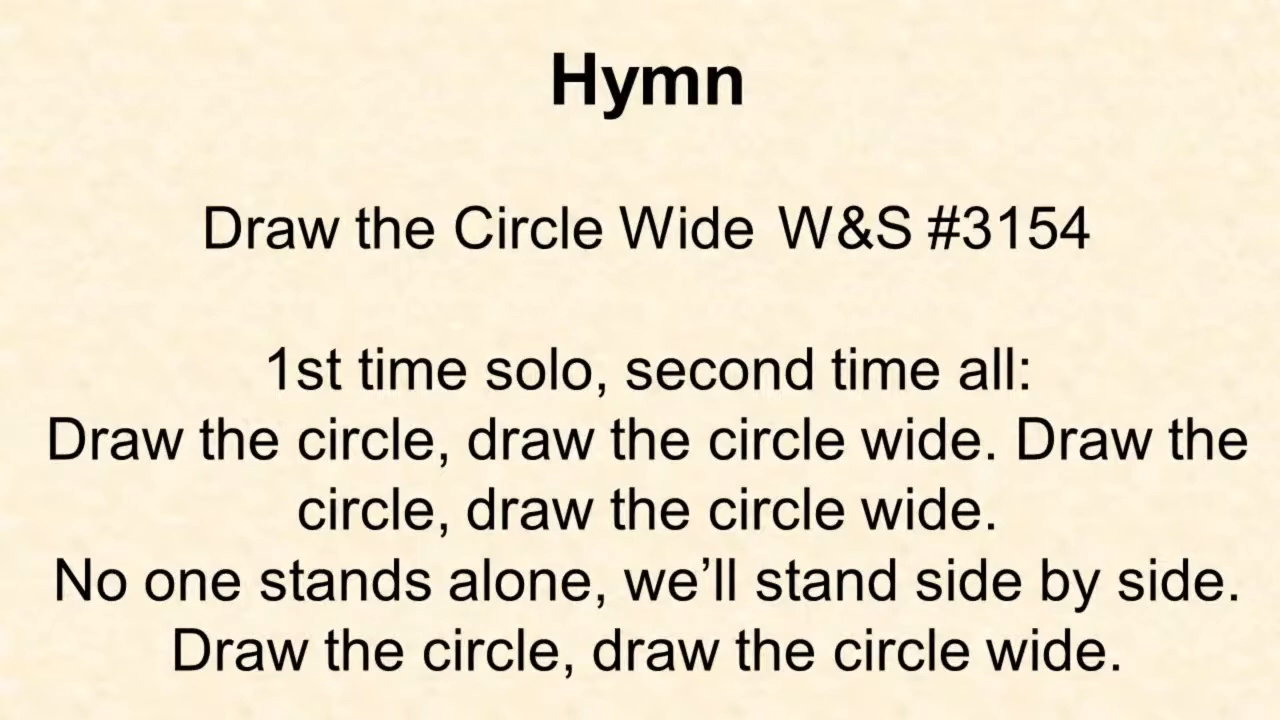 Hymn
Draw the Circle Wide W&S #3154
1st time solo, second time all:
Draw the circle, draw the circle wide. Draw the
circle, draw the circle wide.
No one stands alone, we’ll stand side by side.
Draw the circle, draw the circle wide.